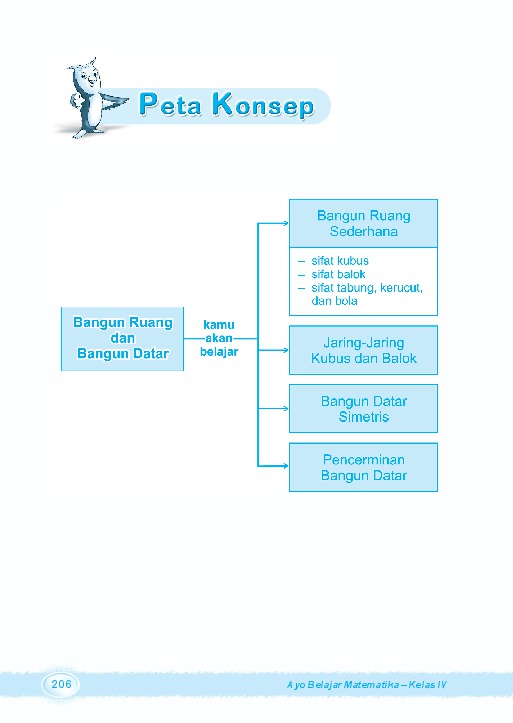 Peta Konsep
Bangun Ruang
dan
Bangun Datar
kamu
akan
belajar
Bangun Ruang
Sederhana
– sifat kubus
– sifat balok
– sifat tabung, kerucut,
dan bola
Jaring-Jaring
Kubus dan Balok
Bangun Datar
Simetris
Pencerminan
Bangun Datar
206
Ayo Belajar Matematika – Kelas IV